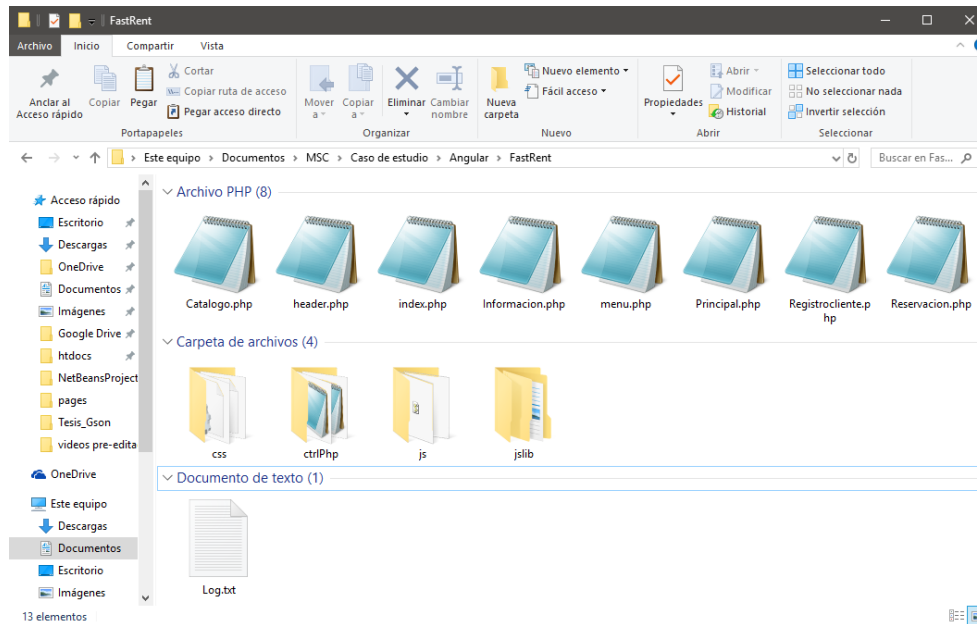 FastRent
Archivo Inicio Compartir Vista
Anclar al
Acceso rápido
Copiar
Pegar
Cortar
Copiar ruta de acceso
Pegar acceso directo
Portapapeles
Mover
a
Copiar
a
Eliminar
Cambiar
nombre
Organizar
Nueva
carpeta
Nuevo elemento
Fácil acceso
Nuevo
Propiedades
Abrir
Modificar
Historial
Abrir
Seleccionar todo
No seleccionar nada
Invertir selección
Seleccionar
Este equipo > Documentos > MSC > Caso de estudio > Angular > FastRent
Buscar en Fas...
Acceso rápido
Escritorio
Descargas
OneDrive
Documentos
Imágenes
Google Drive
htdocs
NetBeansProject
pages
Tesis_Gson
videos pre-edita
OneDrive
Este equipo
Descargas
Documentos
Escritorio
Imágenes
Archivo PHP (8)
Catalogo.php
header.php
index.php
Informacion.php
menu.php
Principal.php
Registrocliente.p
hp
Reservacion.php
Carpeta de archivos (4)
css
ctrlPhp
js
jslib
Documento de texto (1)
Log.txt
13 elementos